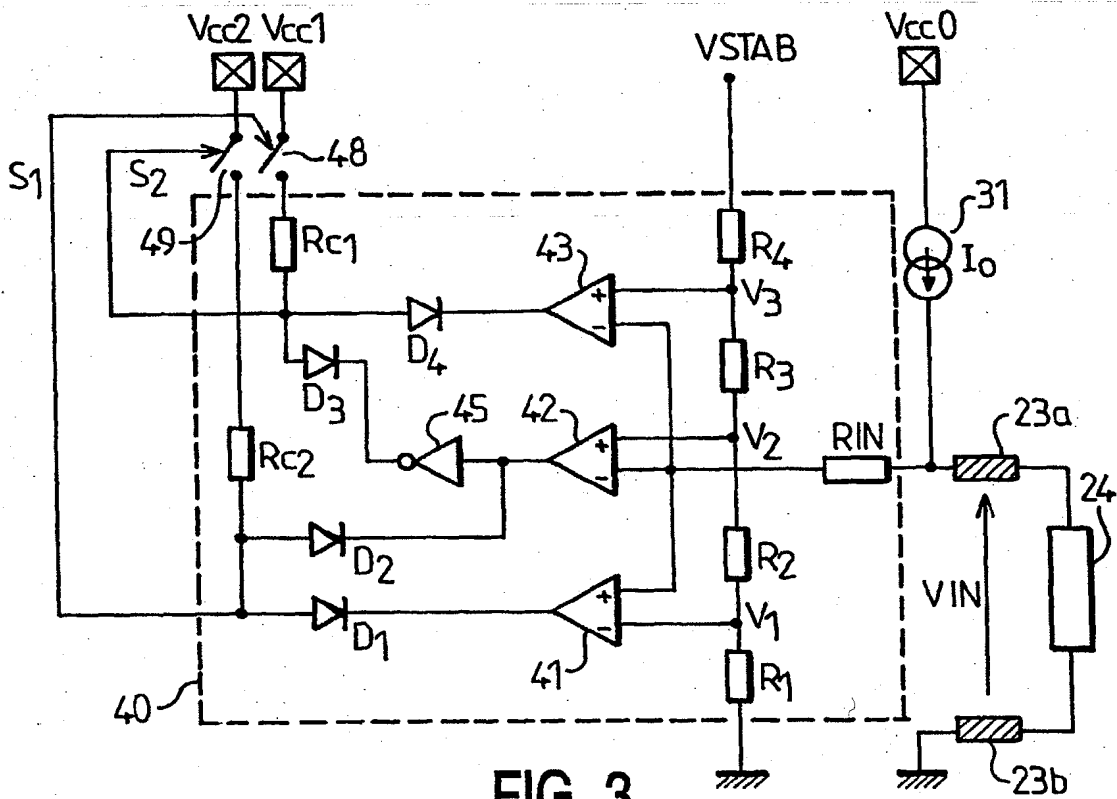 Vcc2 Vcc1
VSTAB
Vcc0
S1
S2
48
31
49
Rc1
43
R4
I0
V3
D4
D3
R3
45
42
23a
Rc2
V2
RIN
24
D2
R2
VIN
V1
D1
41
R1
40
23b
FIG. 3